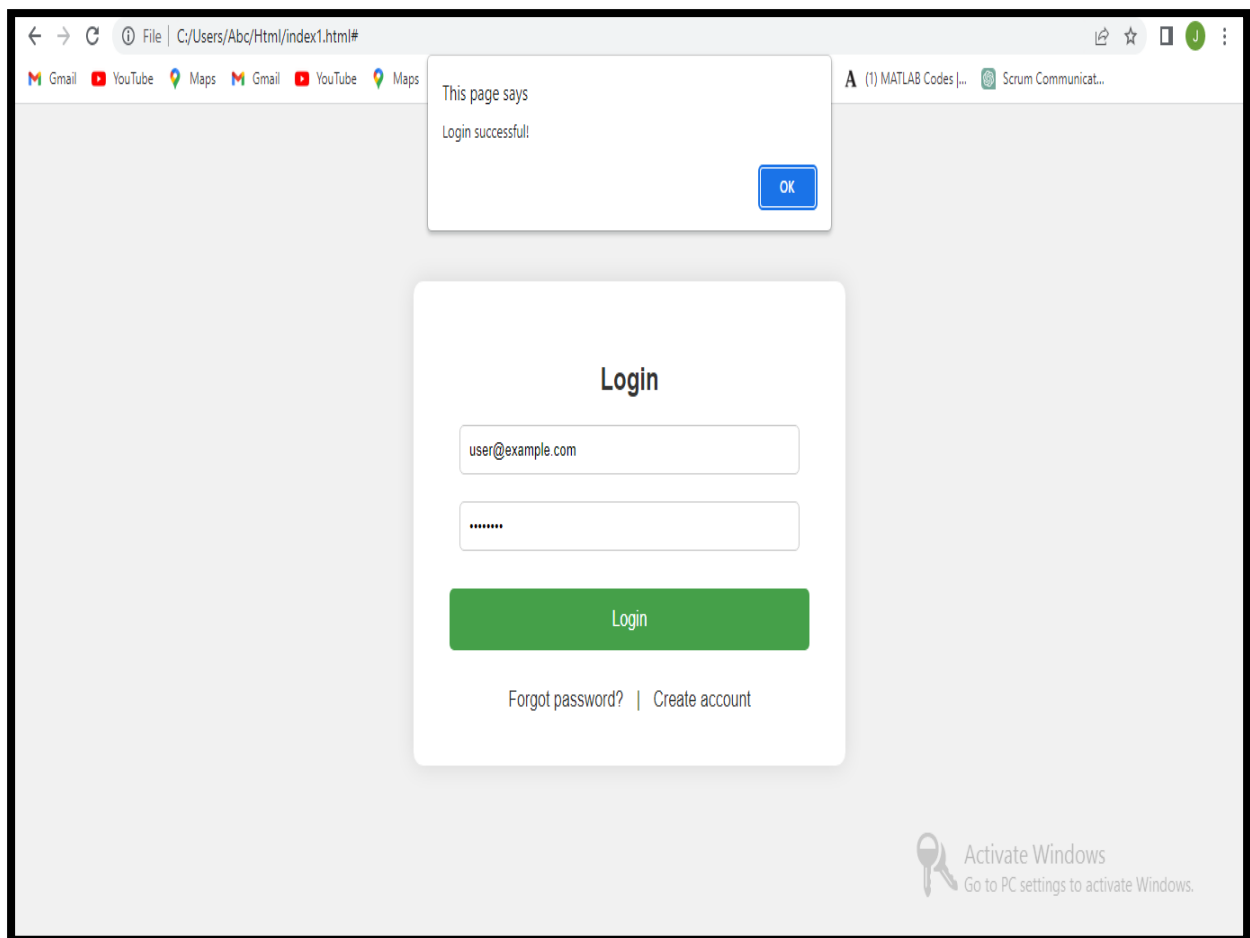 File | C:/Users/Abc/Html/index1.html#
J
Gmail YouTube Maps Gmail YouTube Maps
A (1) MATLAB Codes |... Scrum Communicat...
This page says
Login successful!
OK
Login
user@example.com
••••••••
Login
Forgot password? | Create account
Activate Windows
Go to PC settings to activate Windows.